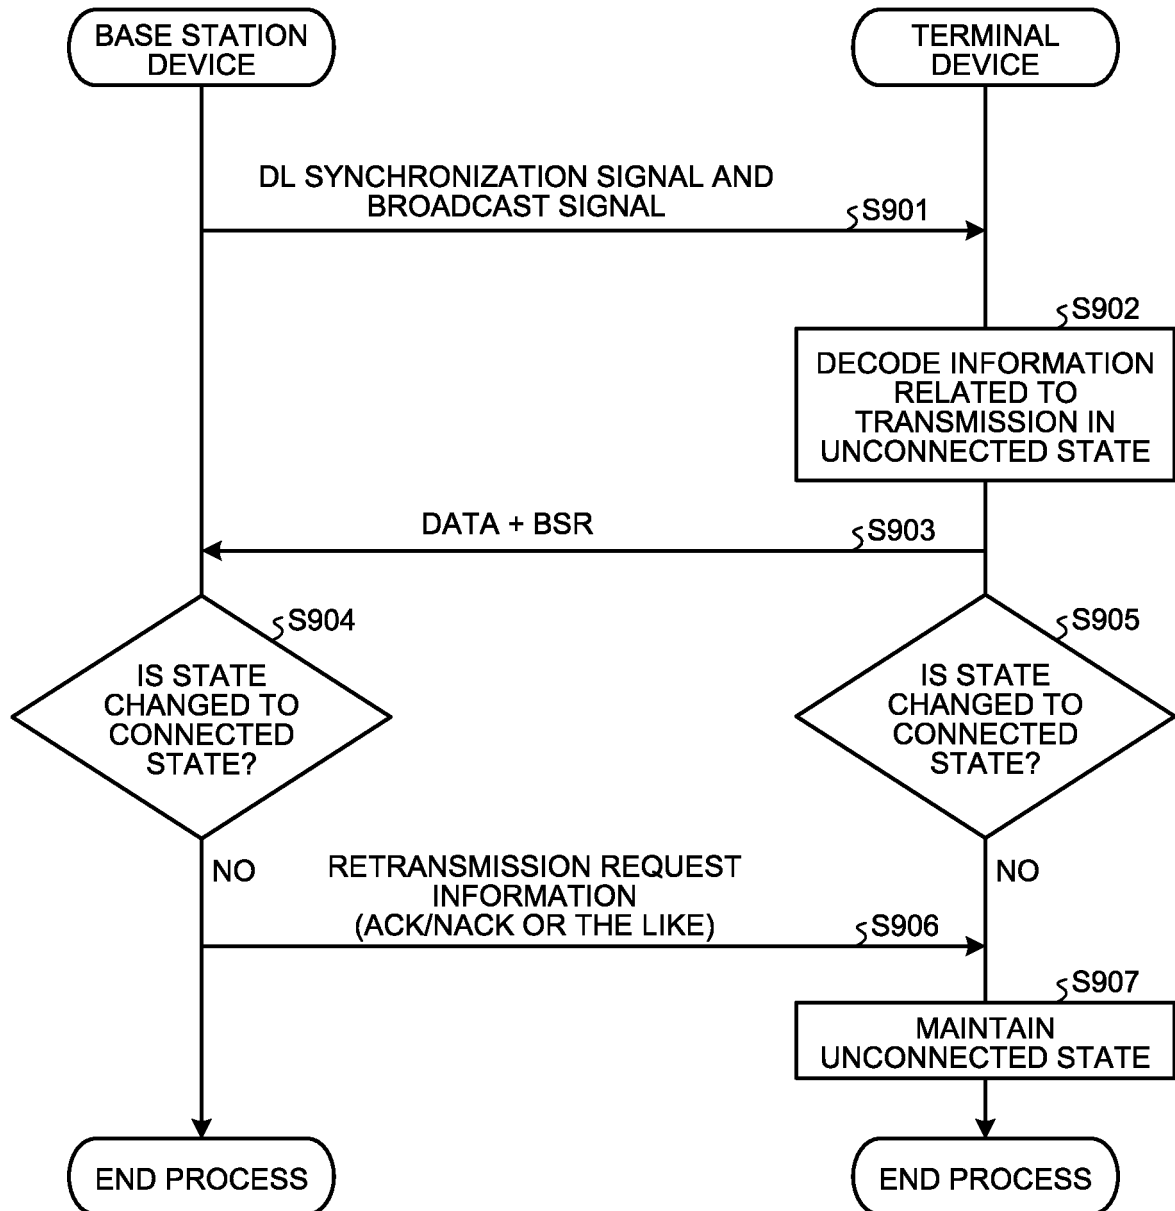 BASE STATION
DEVICE
TERMINAL
DEVICE
DL SYNCHRONIZATION SIGNAL AND
BROADCAST SIGNAL
S901
S902
DECODE INFORMATION
RELATED TO
TRANSMISSION IN
UNCONNECTED STATE
DATA + BSR
S903
S904
IS STATE
CHANGED TO
CONNECTED
STATE?
S905
IS STATE
CHANGED TO
CONNECTED
STATE?
NO
RETRANSMISSION REQUEST
INFORMATION
(ACK/NACK OR THE LIKE)
S906
NO
S907
MAINTAIN
UNCONNECTED STATE
END PROCESS
END PROCESS